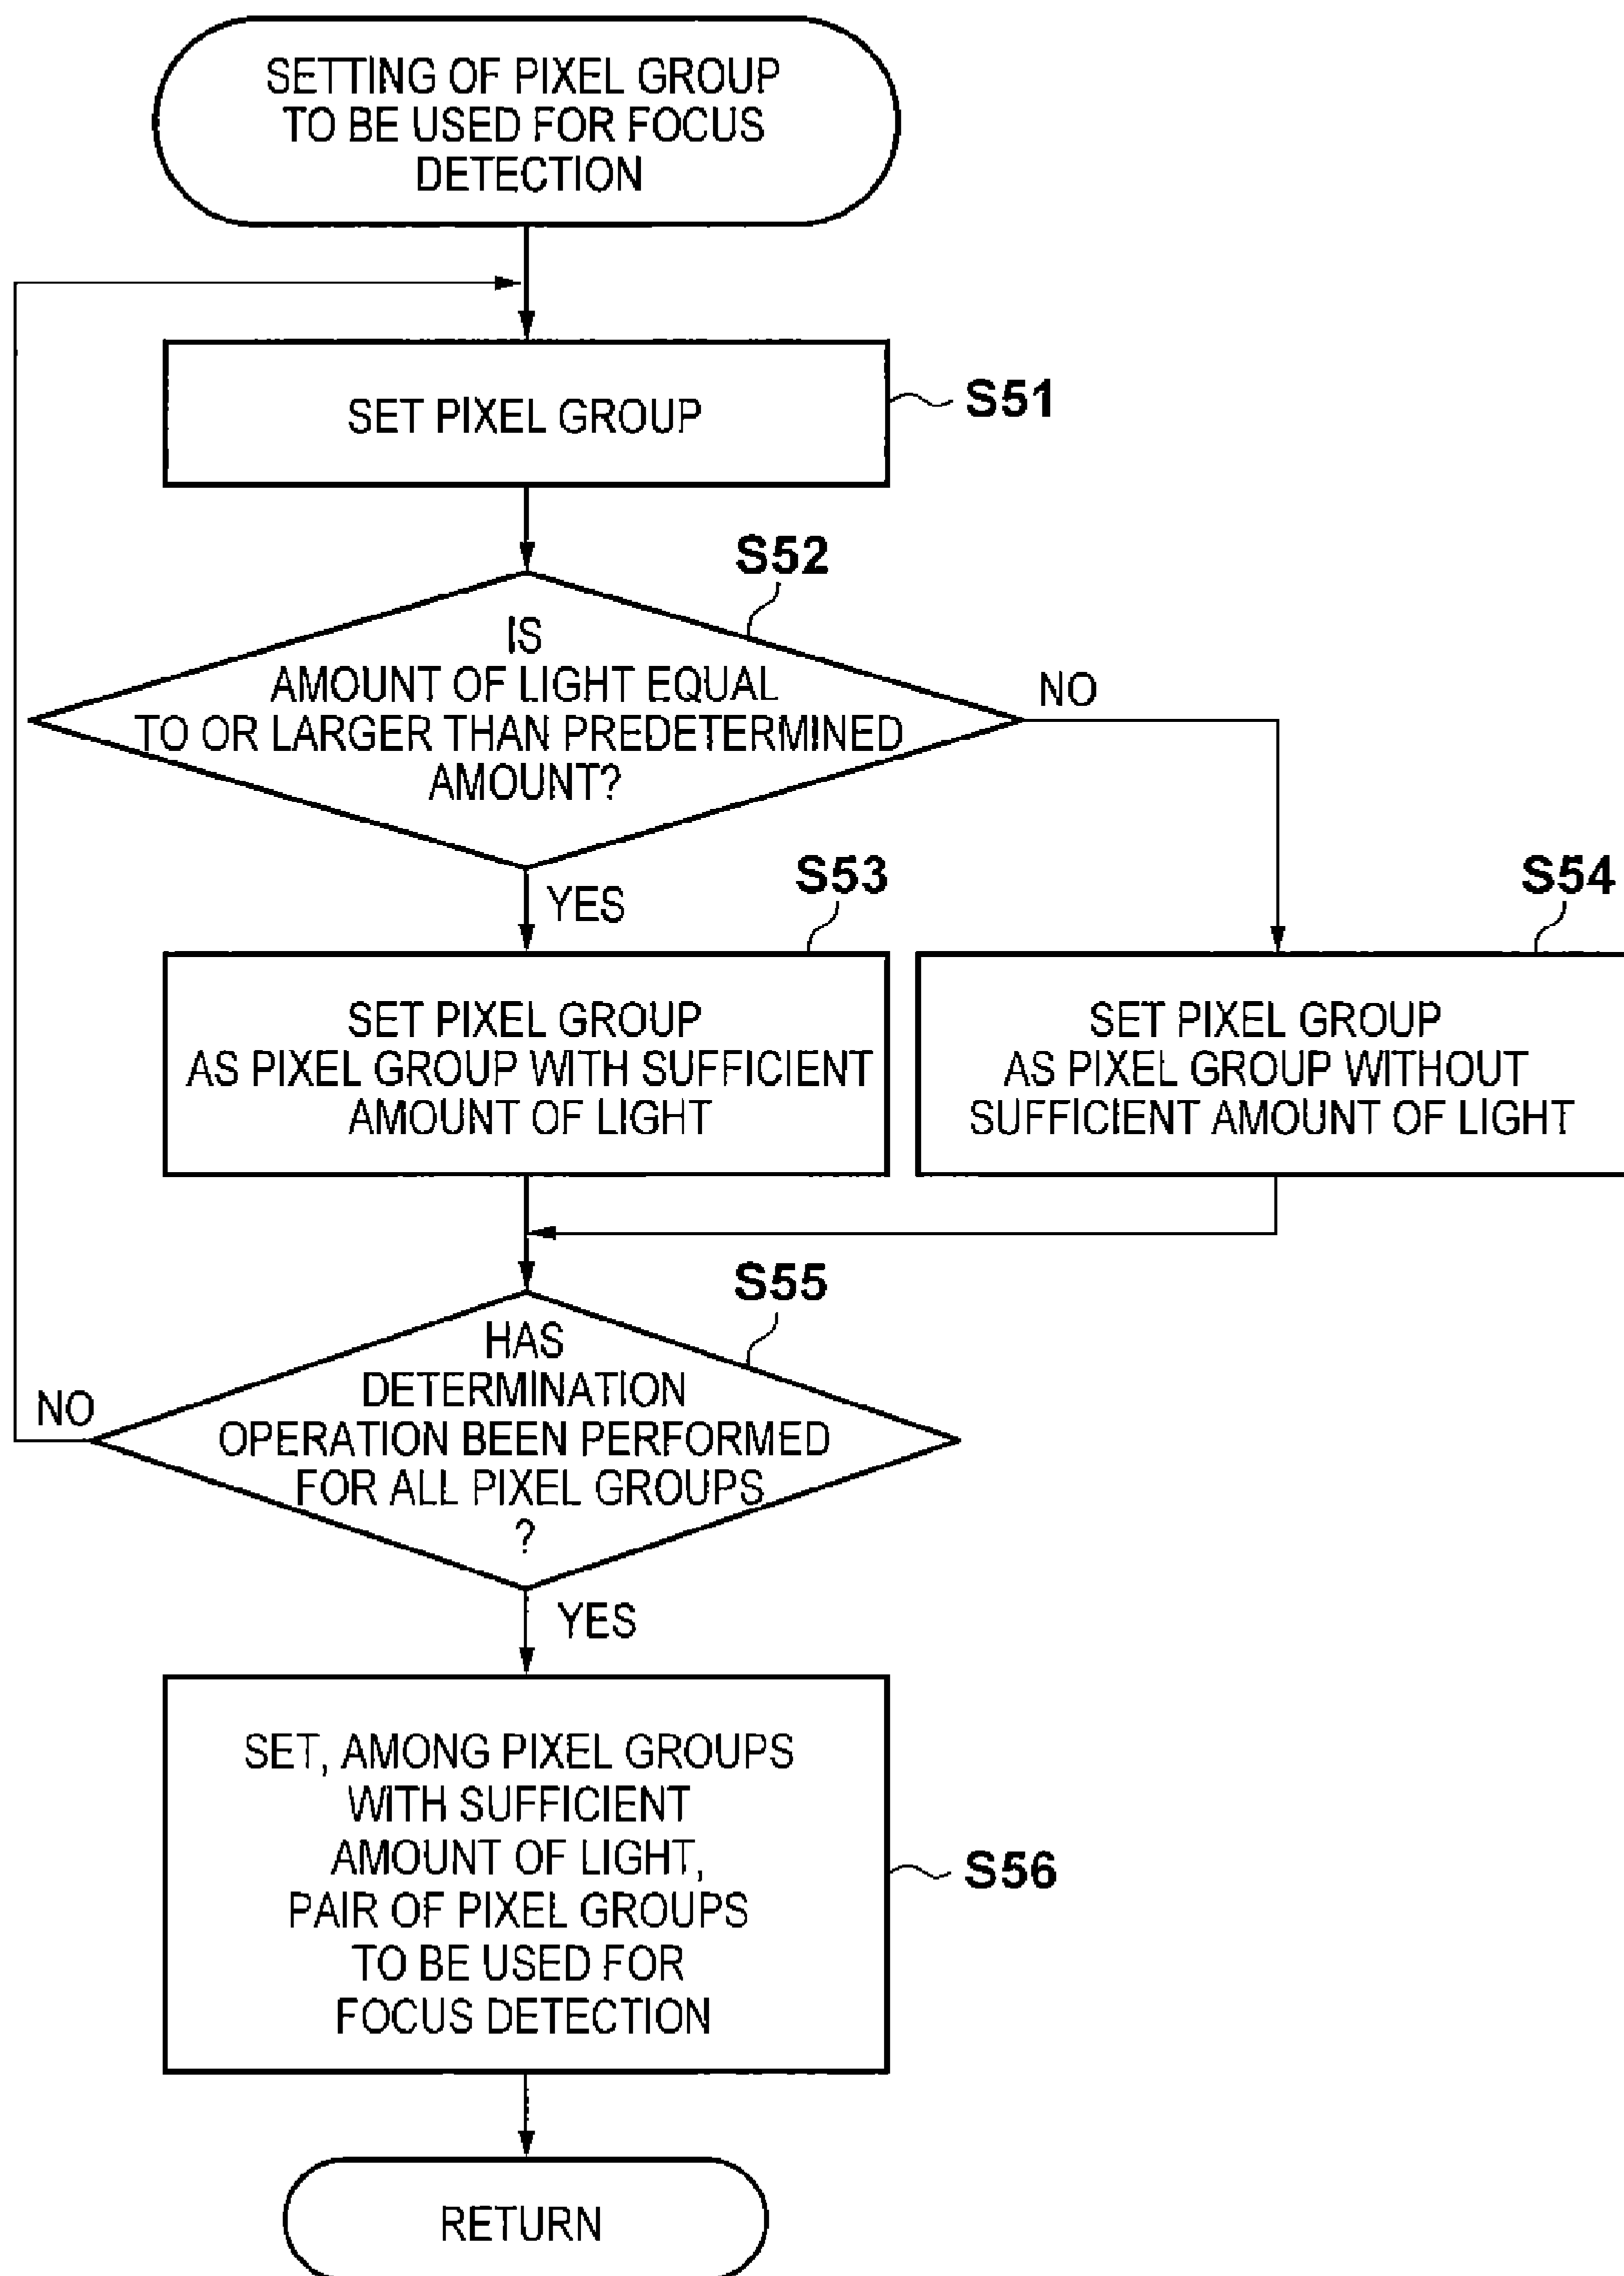 SETTING OF PIXEL GROUP
TO BE USED FOR FOCUS
DETECTION
SET PIXEL GROUP
S51
S52
IS
AMOUNT OF LIGHT EQUAL
TO OR LARGER THAN PREDETERMINED
AMOUNT?
NO
YES
S53
S54
SET PIXEL GROUP
AS PIXEL GROUP WITH SUFFICIENT
AMOUNT OF LIGHT
SET PIXEL GROUP
AS PIXEL GROUP WITHOUT
SUFFICIENT AMOUNT OF LIGHT
S55
HAS
DETERMINATION
OPERATION BEEN PERFORMED
FOR ALL PIXEL GROUPS
?
NO
YES
SET, AMONG PIXEL GROUPS
WITH SUFFICIENT
AMOUNT OF LIGHT,
PAIR OF PIXEL GROUPS
TO BE USED FOR
FOCUS DETECTION
S56
RETURN